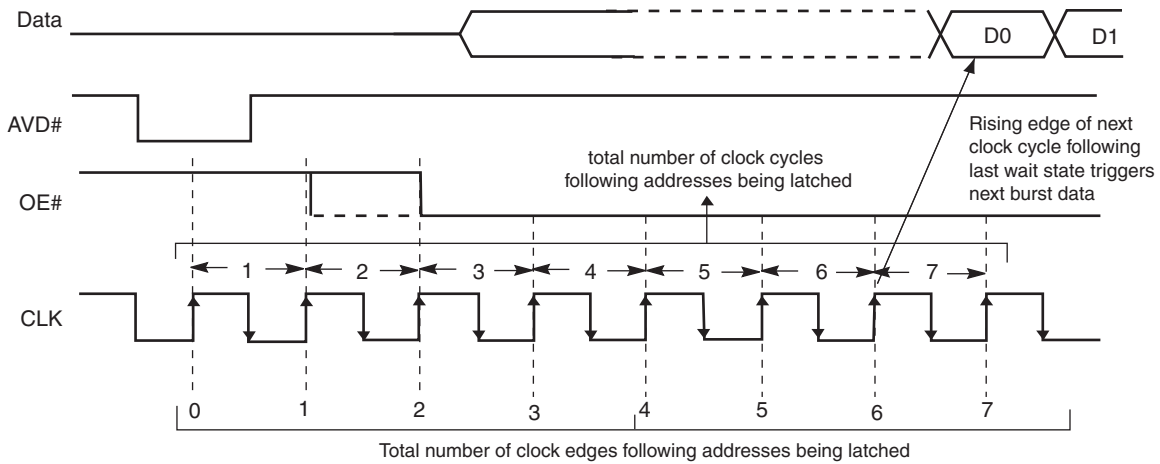 Data
D0
D1
AVD#
Rising edge of next
clock cycle following
last wait state triggers
next burst data
total number of clock cycles
following addresses being latched
OE#
1 2 3 4 5 6 7
CLK
0 1 2 3 4 5 6 7
Total number of clock edges following addresses being latched